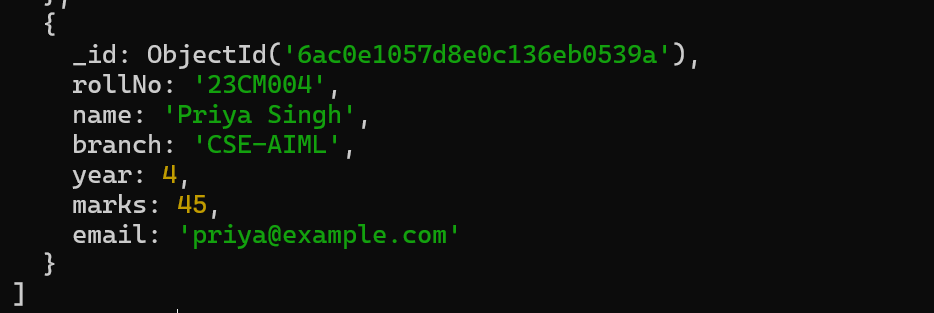 },
{
_id: ObjectId('6ac0e1057d8e0c136eb0539a'),
rollNo: '23CM004',
name: 'Priya Singh',
branch: 'CSE-AIML',
year: 4,
marks: 45,
email: 'priya@example.com'
}
]